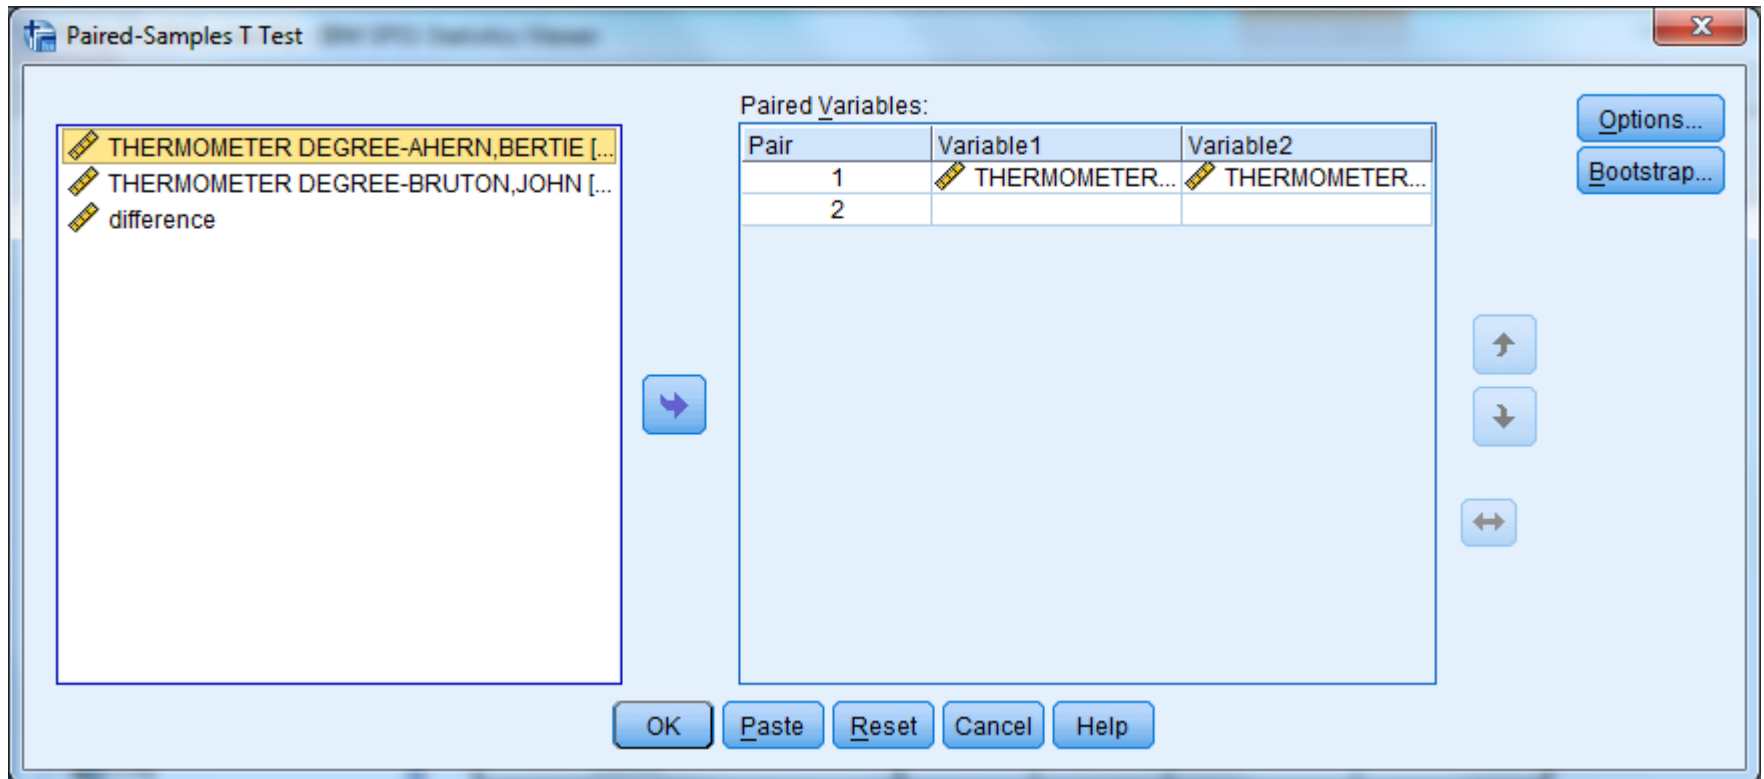 Paired-Samples T Test
THERMOMETER DEGREE-AHERN,BERTIE [...
THERMOMETER DEGREE-BRUTON,JOHN [...
difference
Paired Variables:
Pair Variable1 Variable2
1 THERMOMETER... THERMOMETER...
2
Options...
Bootstrap...
OK Paste Reset Cancel Help